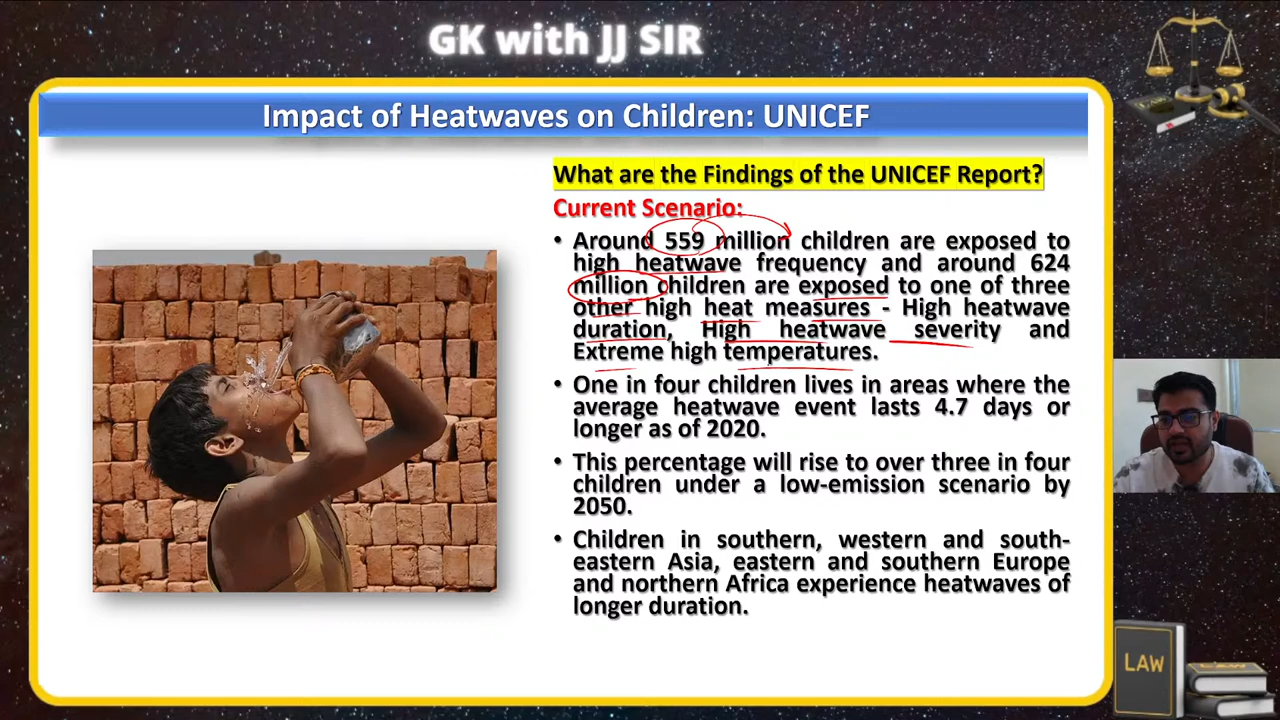 GK with JJ SIR
Impact of Heatwaves on Children: UNICEF
What are the Findings of the UNICEF Report?
Current Scenario:
• Around 559 million children are exposed to
high heatwave frequency and around 624
million children are exposed to one of three
other high heat measures - High heatwave
duration, High heatwave severity and
Extreme high temperatures.
• One in four children lives in areas where the
average heatwave event lasts 4.7 days or
longer as of 2020.
• This percentage will rise to over three in four
children under a low-emission scenario by
2050.
• Children in southern, western and south-
eastern Asia, eastern and southern Europe
and northern Africa experience heatwaves of
longer duration.
LAW